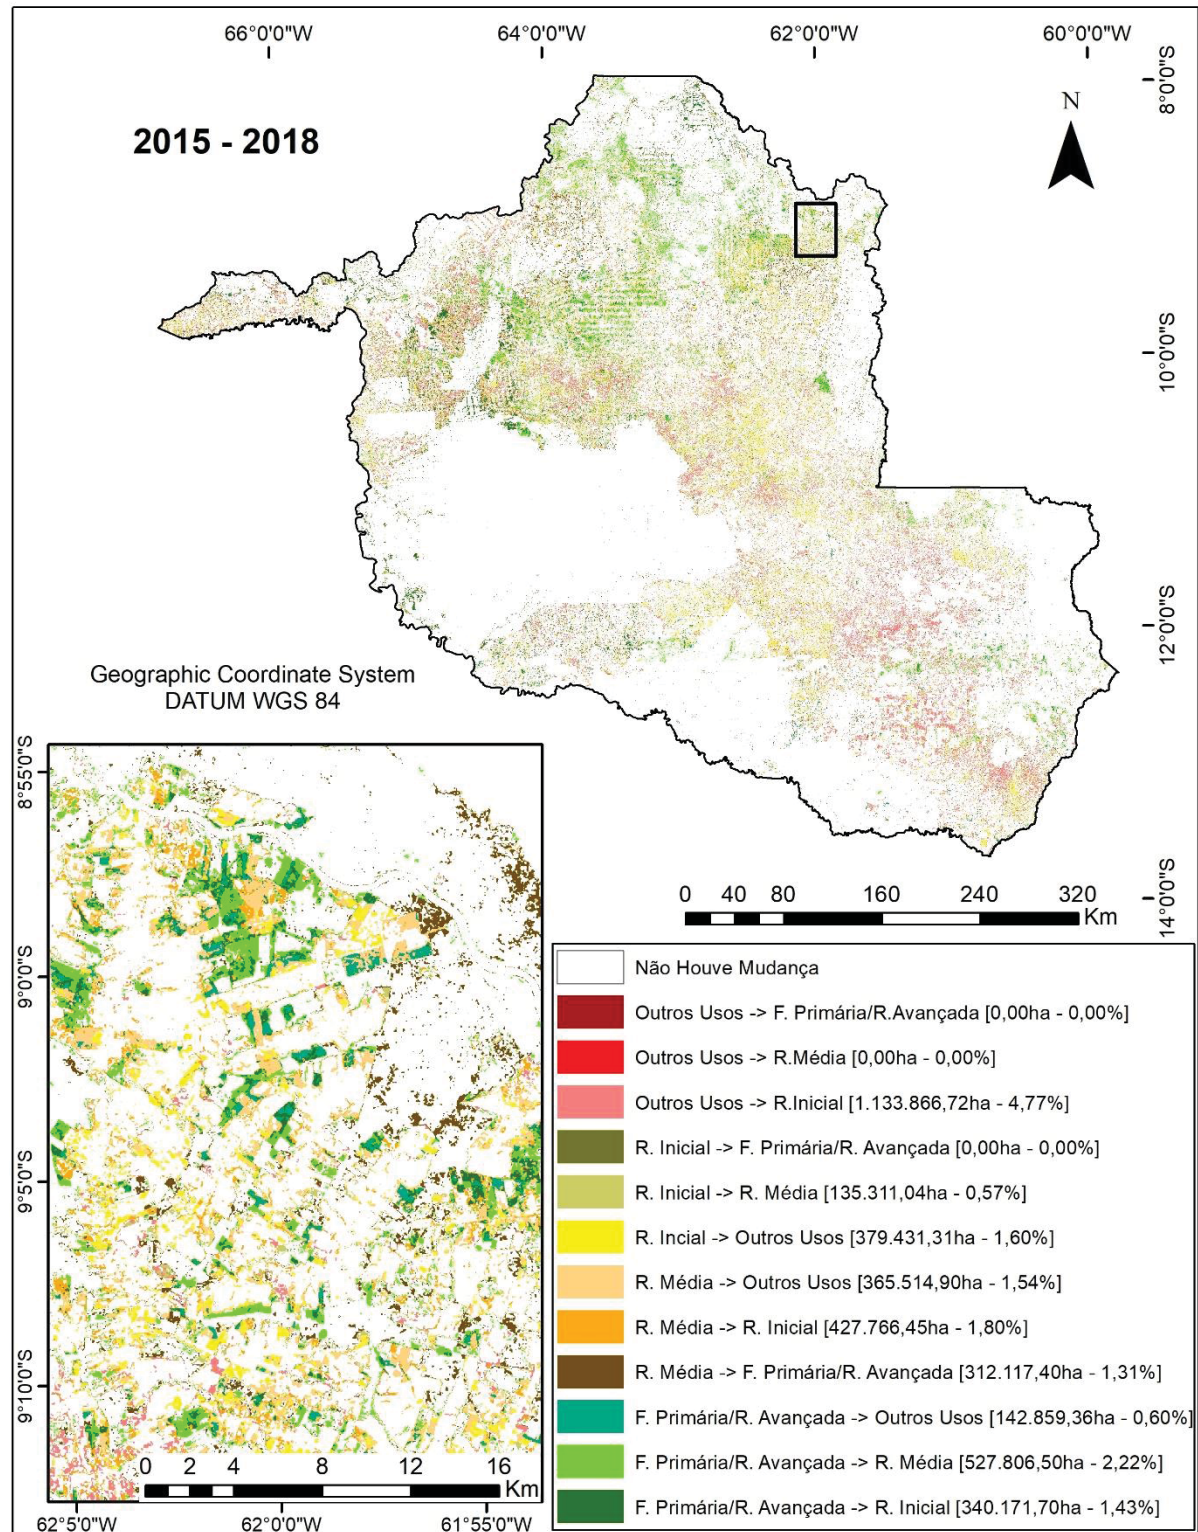 66°0'0"W
64°0'0"W
62°0'0"W
60°0'0"W
8°0'0"S
N
2015 - 2018
10°0'0"S
12°0'0"S
Geographic Coordinate System
DATUM WGS 84
14°0'0"S
0 40 80 160 240 320
Km
8°55'0"S
9°0'0"S
9°5'0"S
9°10'0"S
0 2 4 8 12 16
Km
62°5'0"W
62°0'0"W
61°55'0"W
Não Houve Mudança
Outros Usos -> F. Primária/R.Avançada [0,00ha - 0,00%]
Outros Usos -> R.Média [0,00ha - 0,00%]
Outros Usos -> R.Inicial [1.133.866,72ha - 4,77%]
R. Inicial -> F. Primária/R. Avançada [0,00ha - 0,00%]
R. Inicial -> R. Média [135.311,04ha - 0,57%]
R. Incial -> Outros Usos [379.431,31ha - 1,60%]
R. Média -> Outros Usos [365.514,90ha - 1,54%]
R. Média -> R. Inicial [427.766,45ha - 1,80%]
R. Média -> F. Primária/R. Avançada [312.117,40ha - 1,31%]
F. Primária/R. Avançada -> Outros Usos [142.859,36ha - 0,60%]
F. Primária/R. Avançada -> R. Média [527.806,50ha - 2,22%]
F. Primária/R. Avançada -> R. Inicial [340.171,70ha - 1,43%]